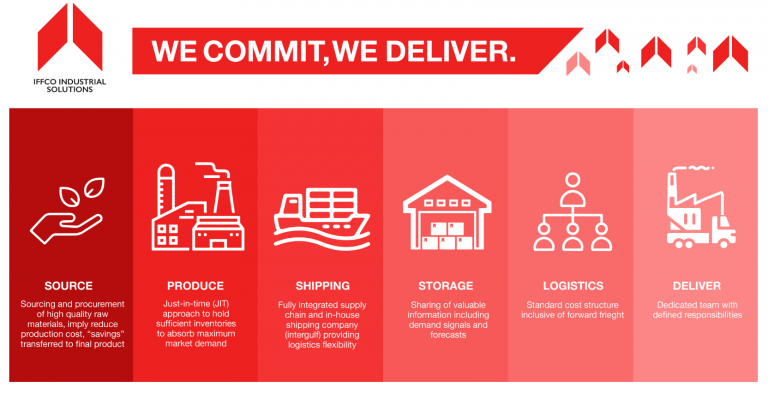 IFFCO INDUSTRIAL
SOLUTIONS
WE COMMIT, WE DELIVER.
SOURCE
Sourcing and procurement
of high quality raw
materials, imply reduce
production cost, “savings”
transferred to final product
PRODUCE
Just-in-time (JIT)
approach to hold
sufficient inventories
to absorb maximum
market demand
SHIPPING
Fully integrated supply
chain and in-house
shipping company
(intergulf) providing
logistics flexibility
STORAGE
Sharing of valuable
information including
demand signals and
forecasts
LOGISTICS
Standard cost structure
inclusive of forward frieght
DELIVER
Dedicated team with
defined responsibilities